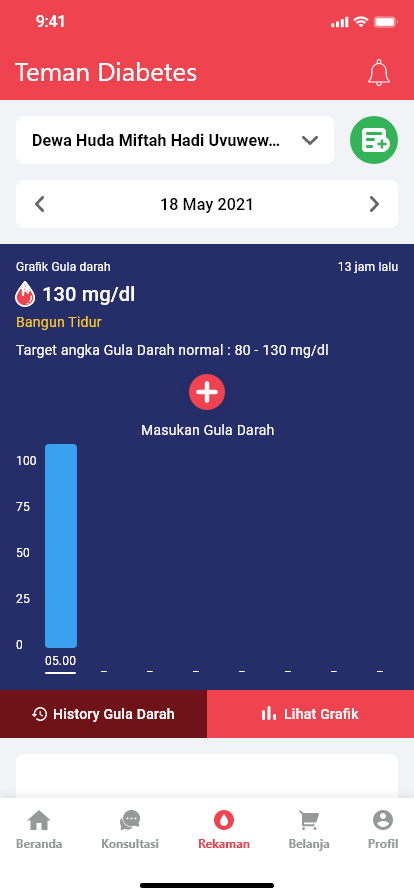 9:41
Teman Diabetes
Dewa Huda Miftah Hadi Uvuwew...
18 May 2021
Grafik Gula darah
13 jam lalu
130 mg/dl
Bangun Tidur
Target angka Gula Darah normal : 80 - 130 mg/dl
Masukan Gula Darah
100
75
50
25
0
05.00
History Gula Darah
Lihat Grafik
Beranda
Konsultasi
Rekaman
Belanja
Profil